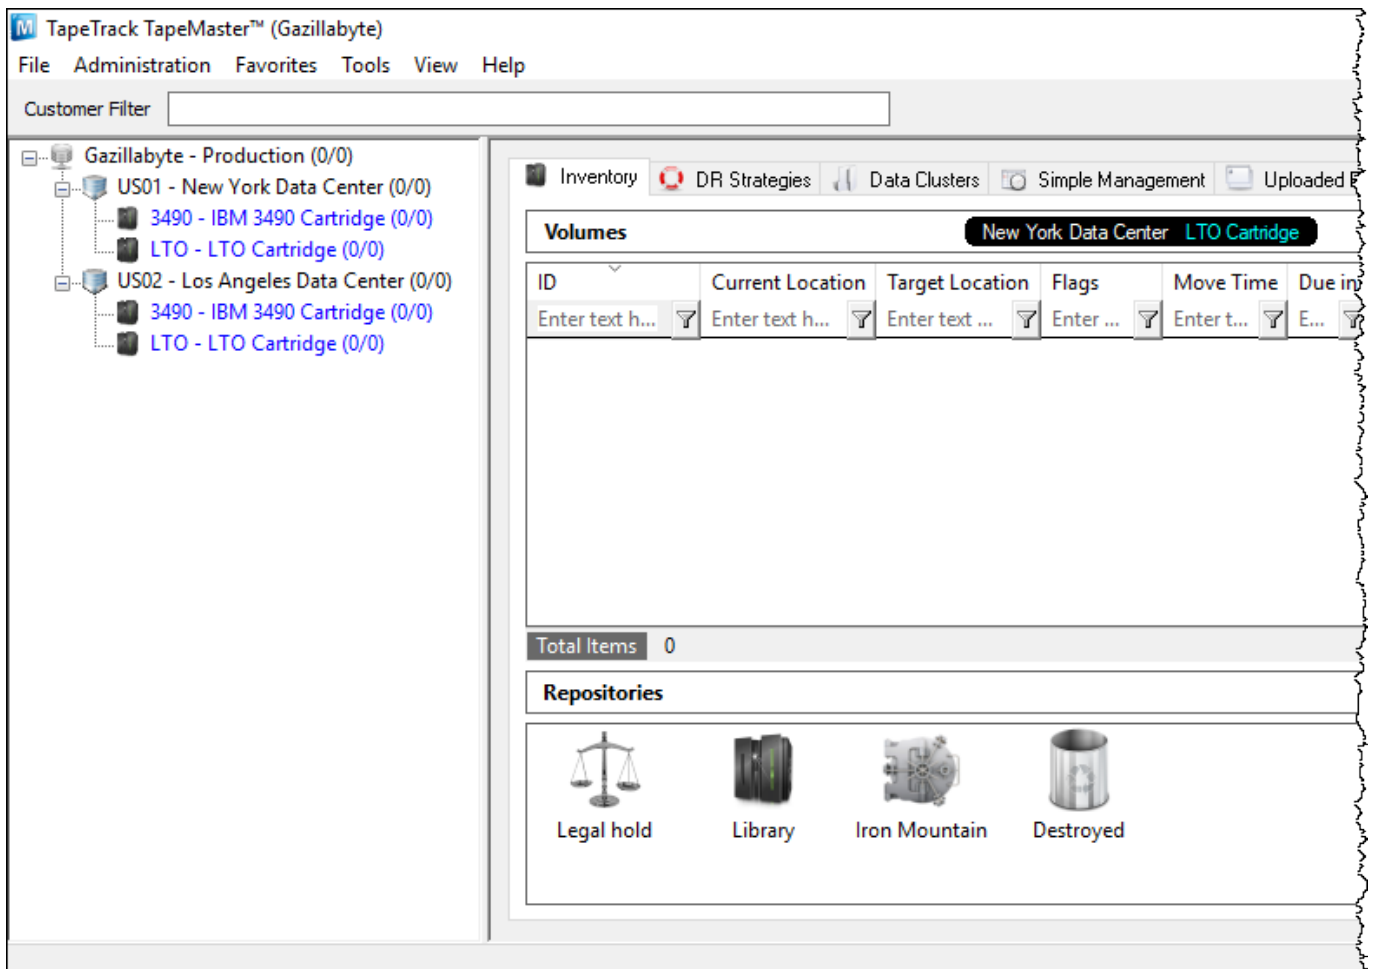 TapeTrack TapeMaster™ (Gazillabyte)
File Administration Favorites Tools View Help
Customer Filter
Gazillabyte - Production (0/0)
US01 - New York Data Center (0/0)
3490 - IBM 3490 Cartridge (0/0)
LTO - LTO Cartridge (0/0)
US02 - Los Angeles Data Center (0/0)
3490 - IBM 3490 Cartridge (0/0)
LTO - LTO Cartridge (0/0)
Inventory DR Strategies Data Clusters Simple Management Uploaded
Volumes New York Data Center LTO Cartridge
ID Current Location Target Location Flags Move Time Due in
Enter text h... Enter text h... Enter text ... Enter ... Enter t... E...
Total Items 0
Repositories
Legal hold Library Iron Mountain Destroyed